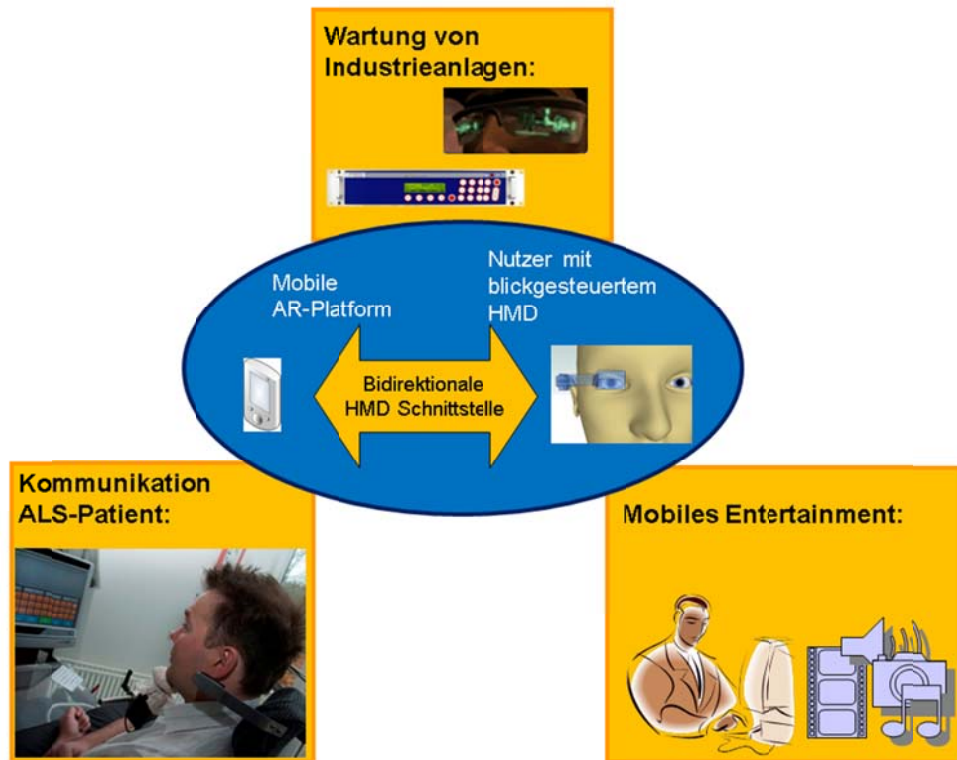 Wartung von
Industrieanlagen:
Mobile
AR-Platform
Nutzer mit
blickgesteuertem
HMD
Bidirektionale
HMD Schnittstelle
Kommunikation
ALS-Patient:
Mobiles Entertainment: